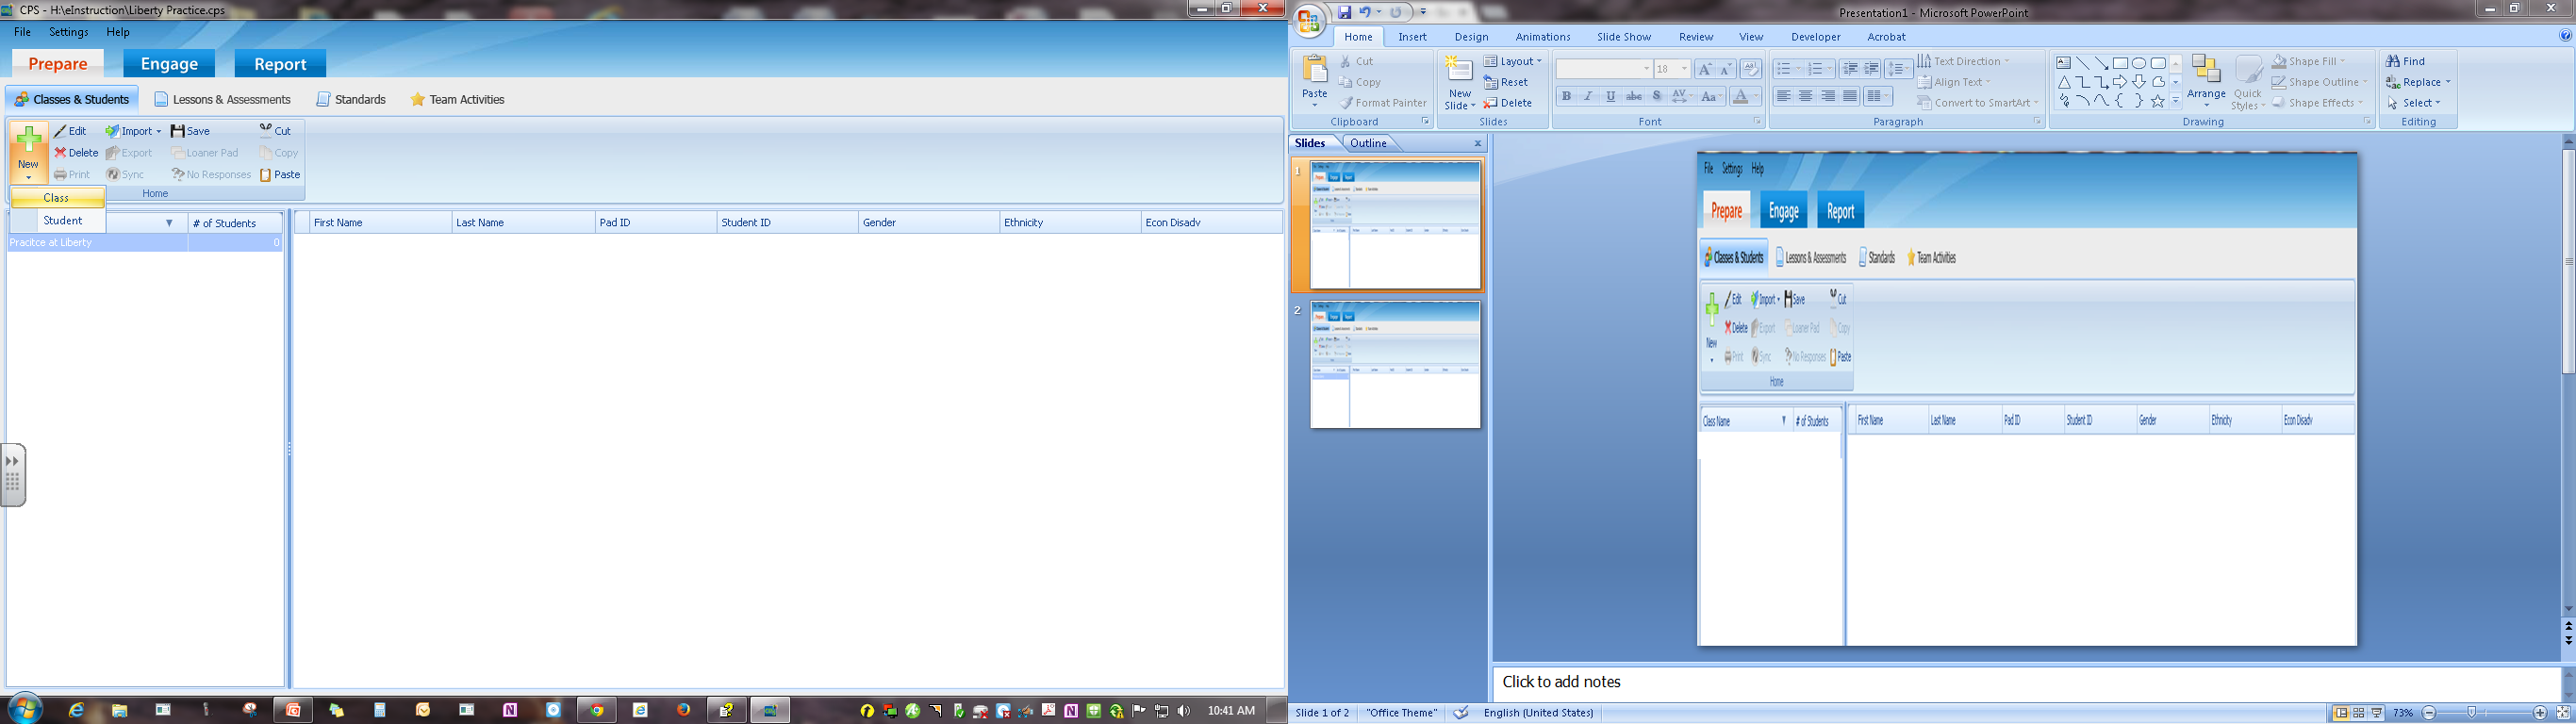 CPS - H:\eInstruction\Liberty Practice.cps
File Settings Help
Prepare Engage Report
Classes & Students Lessons & Assessments Standards Team Activities
Edit Import Save Cut
Delete Export Loaner Pad Copy
New
Print Sync No Responses Paste
Home
Class
Student
# of Students
First Name Last Name Pad ID Student ID Gender Ethnicity Econ Disadv
Pracitce at Liberty 0
10:41 AM
Presentation1 - Microsoft PowerPoint
Home Insert Design Animations Slide Show Review View Developer Acrobat
Paste
Cut
Copy
Format Painter
Clipboard
New Slide
Layout
Reset
Delete
Slides
18
B I U abc S AV Aa A
Font
Text Direction
Align Text
Convert to SmartArt
Paragraph
Arrange
Quick Styles
Shape Fill
Shape Outline
Shape Effects
Drawing
Find
Replace
Select
Editing
Slides Outline
1
2
File Settings Help
Prepare Engage Report
Classes & Students Lessons & Assessments Standards Team Activities
Edit Import Save Cut
Delete Export Loaner Pad Copy
New
Print Sync No Responses Paste
Home
Class Name # of Students First Name Last Name Pad ID Student ID Gender Ethnicity Econ Disadv
Click to add notes
Slide 1 of 2 "Office Theme" English (United States) 73%